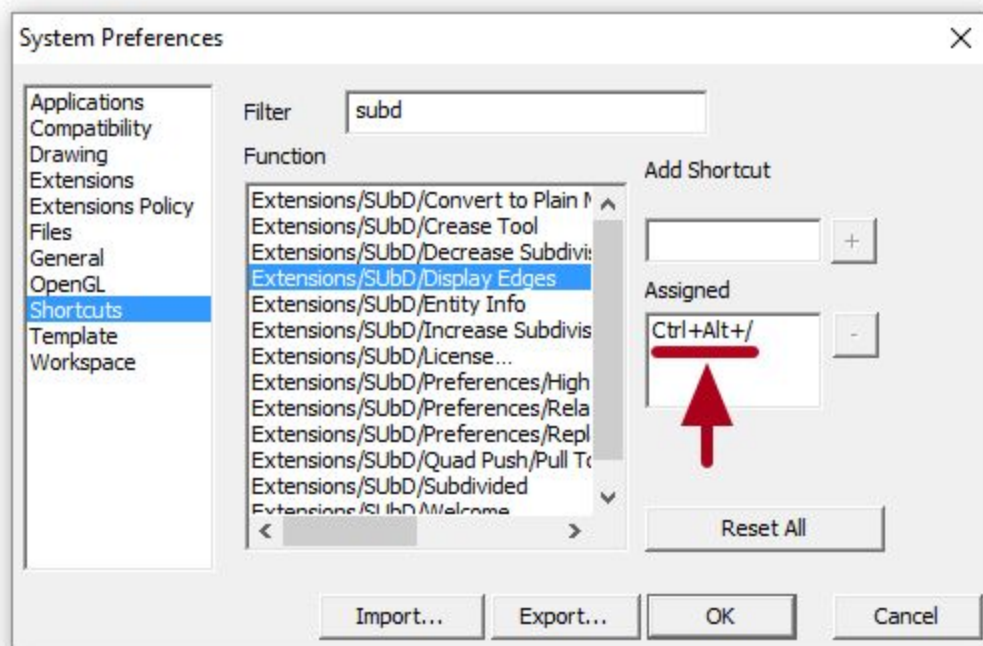 System Preferences
Applications
Compatibility
Drawing
Extensions
Extensions Policy
Files
General
OpenGL
Shortcuts
Template
Workspace
Filter
subd
Function
Extensions/SUbD/Convert to Plain
Extensions/SUbD/Crease Tool
Extensions/SUbD/Decrease Subdivis
Extensions/SUbD/Display Edges
Extensions/SUbD/Entity Info
Extensions/SUbD/Increase Subdivis
Extensions/SUbD/License...
Extensions/SUbD/Preferences/High
Extensions/SUbD/Preferences/Rela
Extensions/SUbD/Preferences/Repl
Extensions/SUbD/Quad Push/Pull To
Extensions/SUbD/Subdivided
Extensions/SUbD/Welcome
Add Shortcut
+
Assigned
Ctrl+Alt+/
-
Reset All
Import...
Export...
OK
Cancel